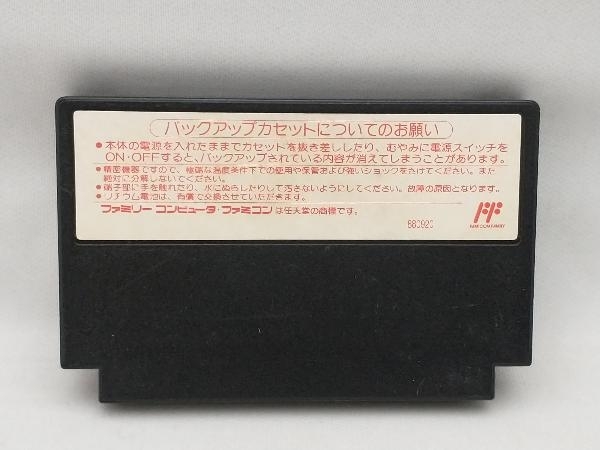 バックアップカセットについてのお願い
●本体の電源を入れたままでカセットを抜き差ししたり、むやみに電源スイッチを
ON・OFFすると、バックアップされている内容が消えてしまうことがあります。
●精密機器ですので、極端な温度条件下での使用や保管および強いショックをさけてください。また
絶対に分解しないでください。
●端子部に手を触れたり、水にぬらしたりして汚さないようにしてください。故障の原因となります。
●リチウム電池は、有償で交換させていただきます。
ファミリーコンピュータ・ファミコンは任天堂の商標です。
880920
FAMICOM FAMILY